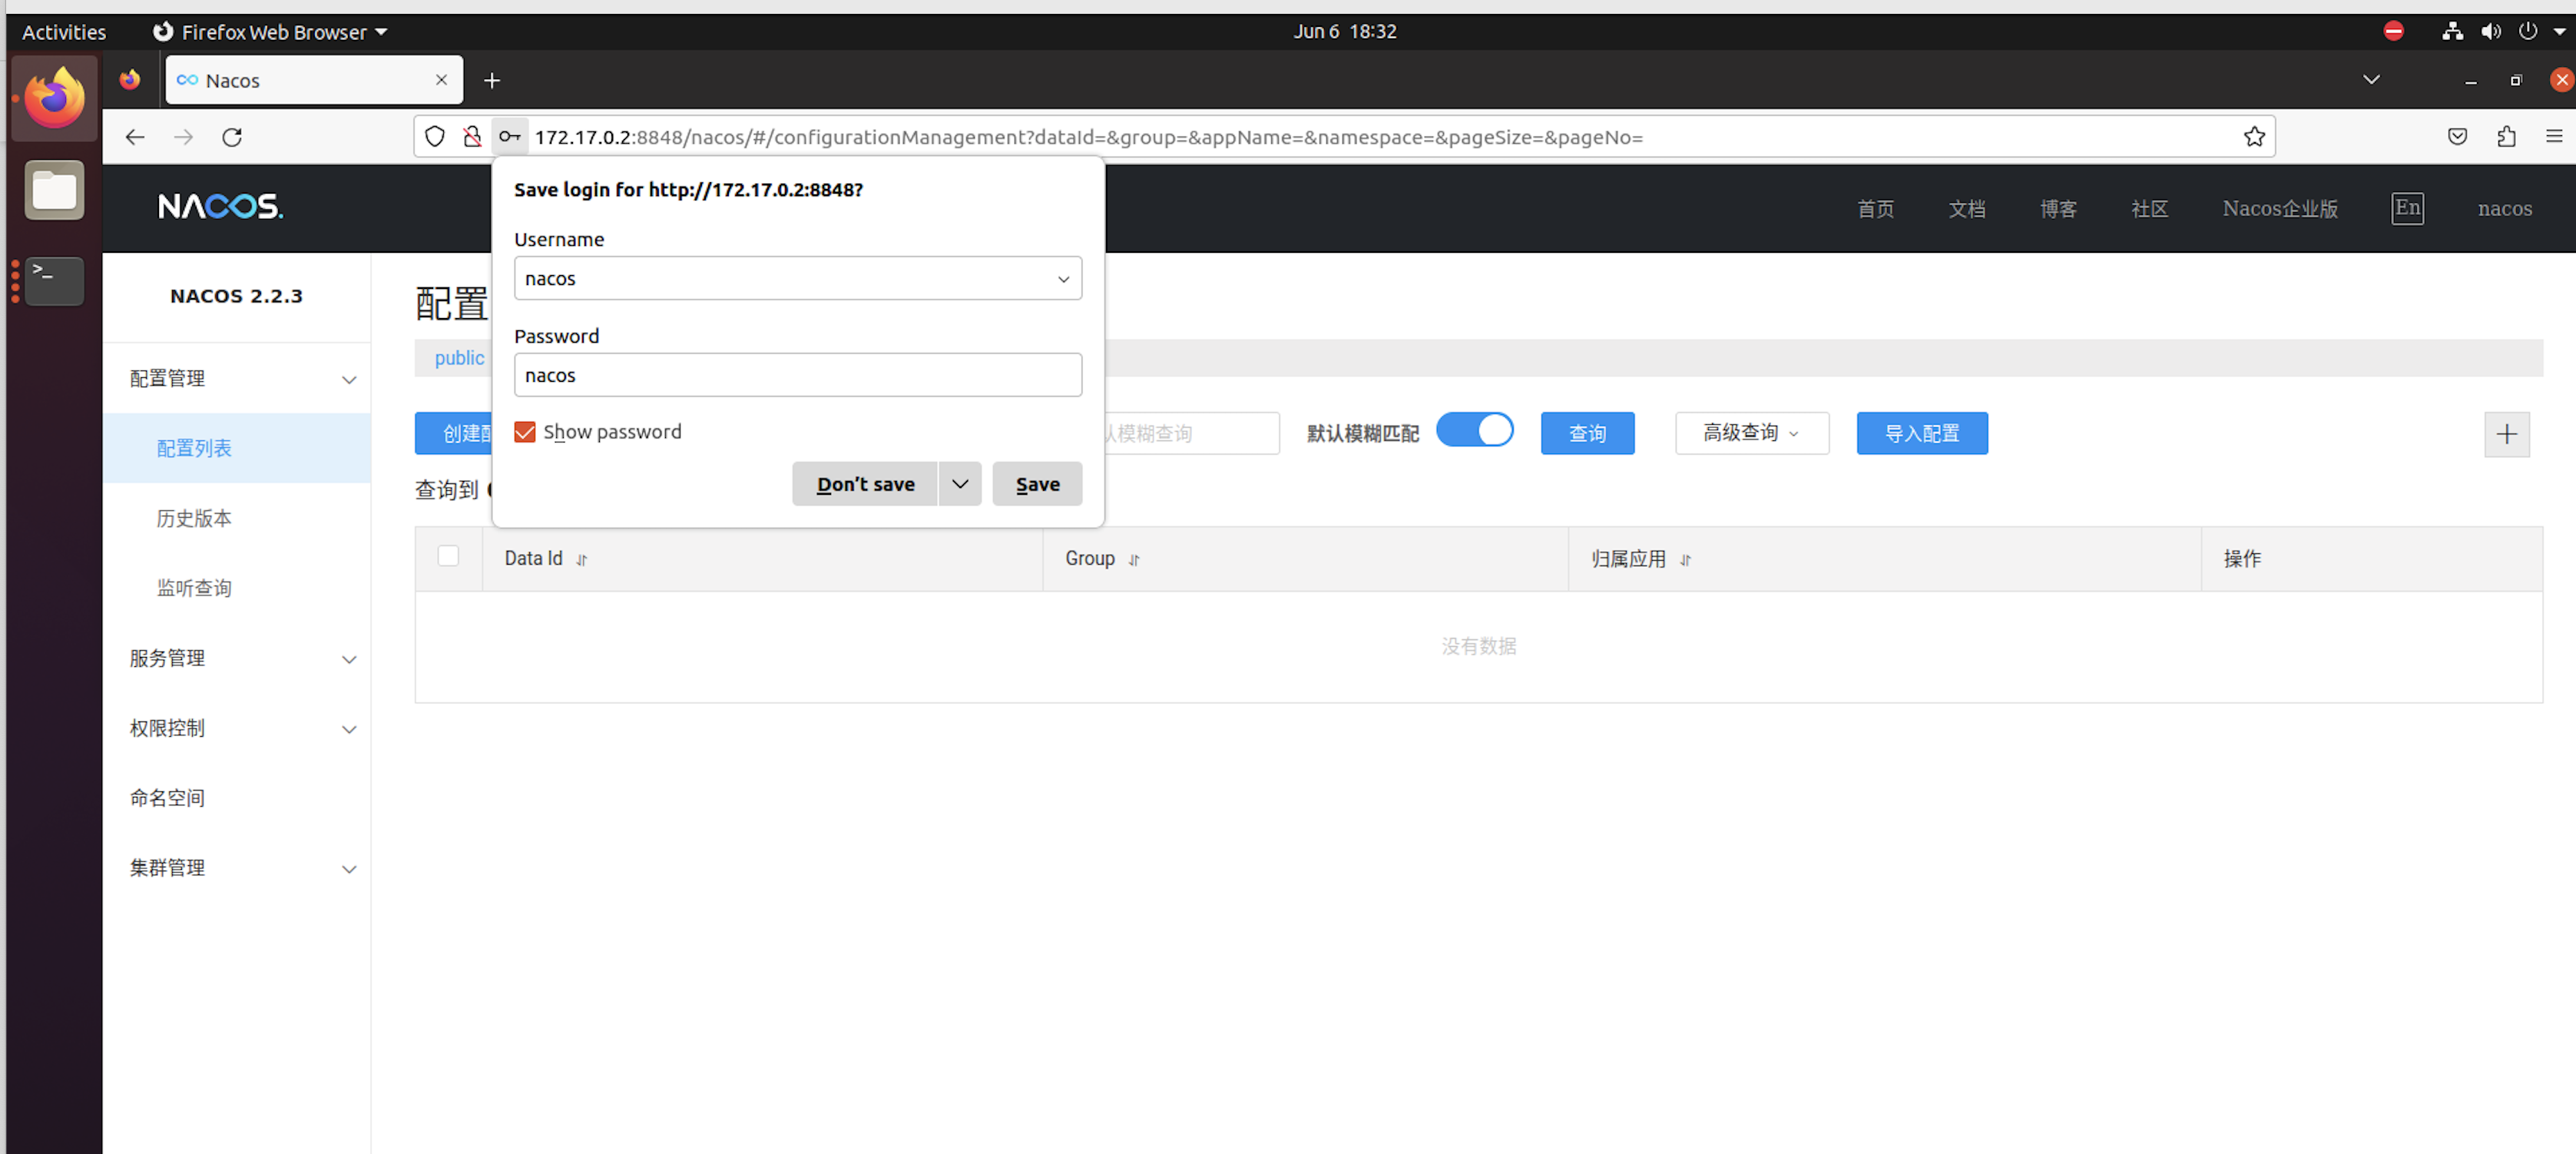 Activities Firefox Web Browser Jun 6 18:32
Nacos
172.17.0.2:8848/nacos/#/configurationManagement?dataId=&group=&appName=&namespace=&pageSize=&pageNo=
NACOS. 首页 文档 博客 社区 Nacos企业版 En nacos
Save login for http://172.17.0.2:8848?
Username
nacos
Password
nacos
Show password
Don't save Save
NACOS 2.2.3
配置管理
配置列表
历史版本
监听查询
服务管理
权限控制
命名空间
集群管理
配置
public
创建配 模糊查询 默认模糊匹配 查询 高级查询 导入配置
查询到
Data Id Group 归属应用 操作
没有数据